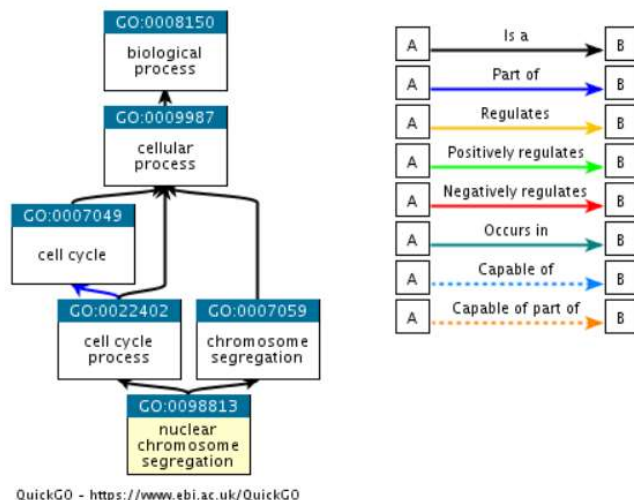 GO:0008150
biological
process
GO:0009987
cellular
process
GO:0007049
cell cycle
GO:0022402
cell cycle
process
GO:0007059
chromosome
segregation
GO:0098813
nuclear
chromosome
segregation
QuickGO - https://www.ebi.ac.uk/QuickGO
A Is a B
A Part of B
A Regulates B
A Positively regulates B
A Negatively regulates B
A Occurs in B
A Capable of B
A Capable of part of B